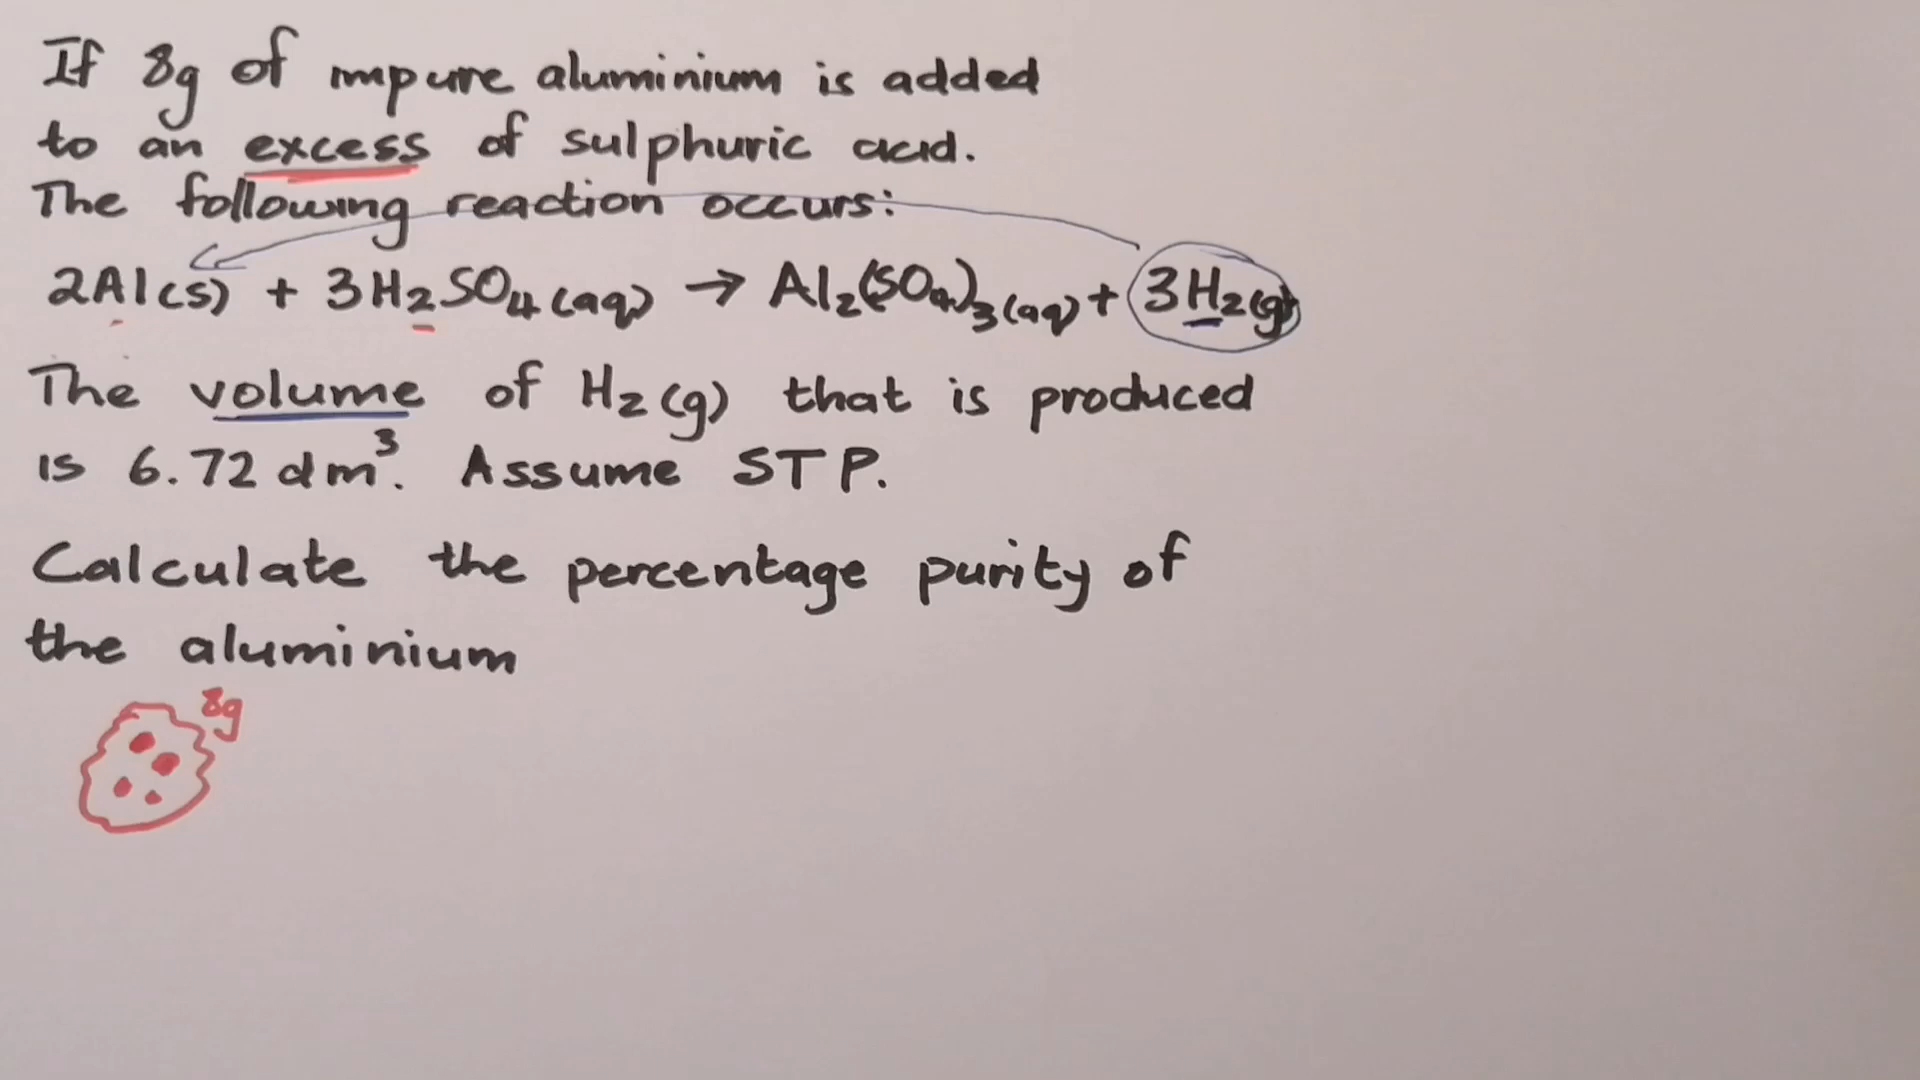 If 8g of impure aluminium is added
to an excess of sulphuric acid.
The following reaction occurs:
2Al(s) + 3H₂SO₄(aq) → Al₂(SO₄)₃(aq) + 3H₂(g)
The volume of H₂(g) that is produced
is 6.72 dm³. Assume STP.
Calculate the percentage purity of
the aluminium
8g